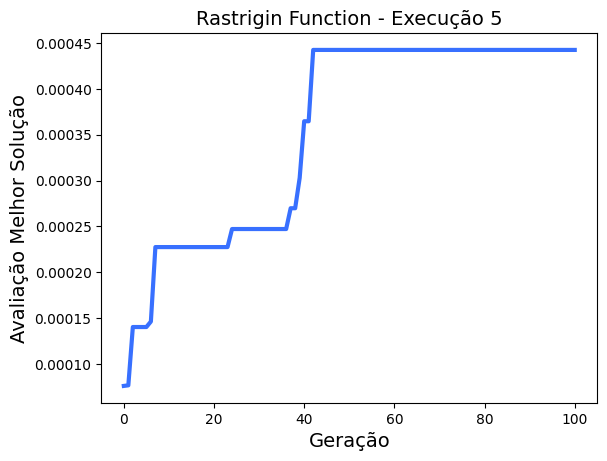 Rastrigin Function - Execução 5
Avaliação Melhor Solução
0.00045
0.00040
0.00035
0.00030
0.00025
0.00020
0.00015
0.00010
0 20 40 60 80 100
Geração